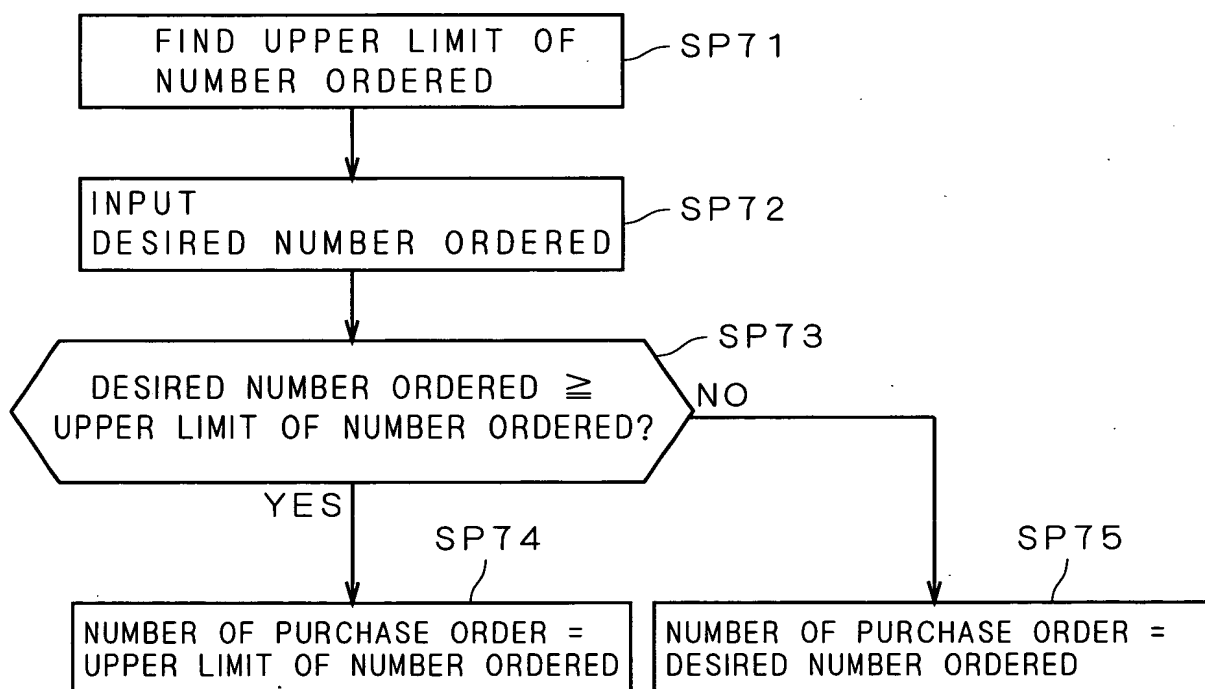 FIND UPPER LIMIT OF
NUMBER ORDERED
SP71
INPUT
DESIRED NUMBER ORDERED
SP72
SP73
DESIRED NUMBER ORDERED ≧
UPPER LIMIT OF NUMBER ORDERED?
NO
YES
SP74
NUMBER OF PURCHASE ORDER =
UPPER LIMIT OF NUMBER ORDERED
SP75
NUMBER OF PURCHASE ORDER =
DESIRED NUMBER ORDERED